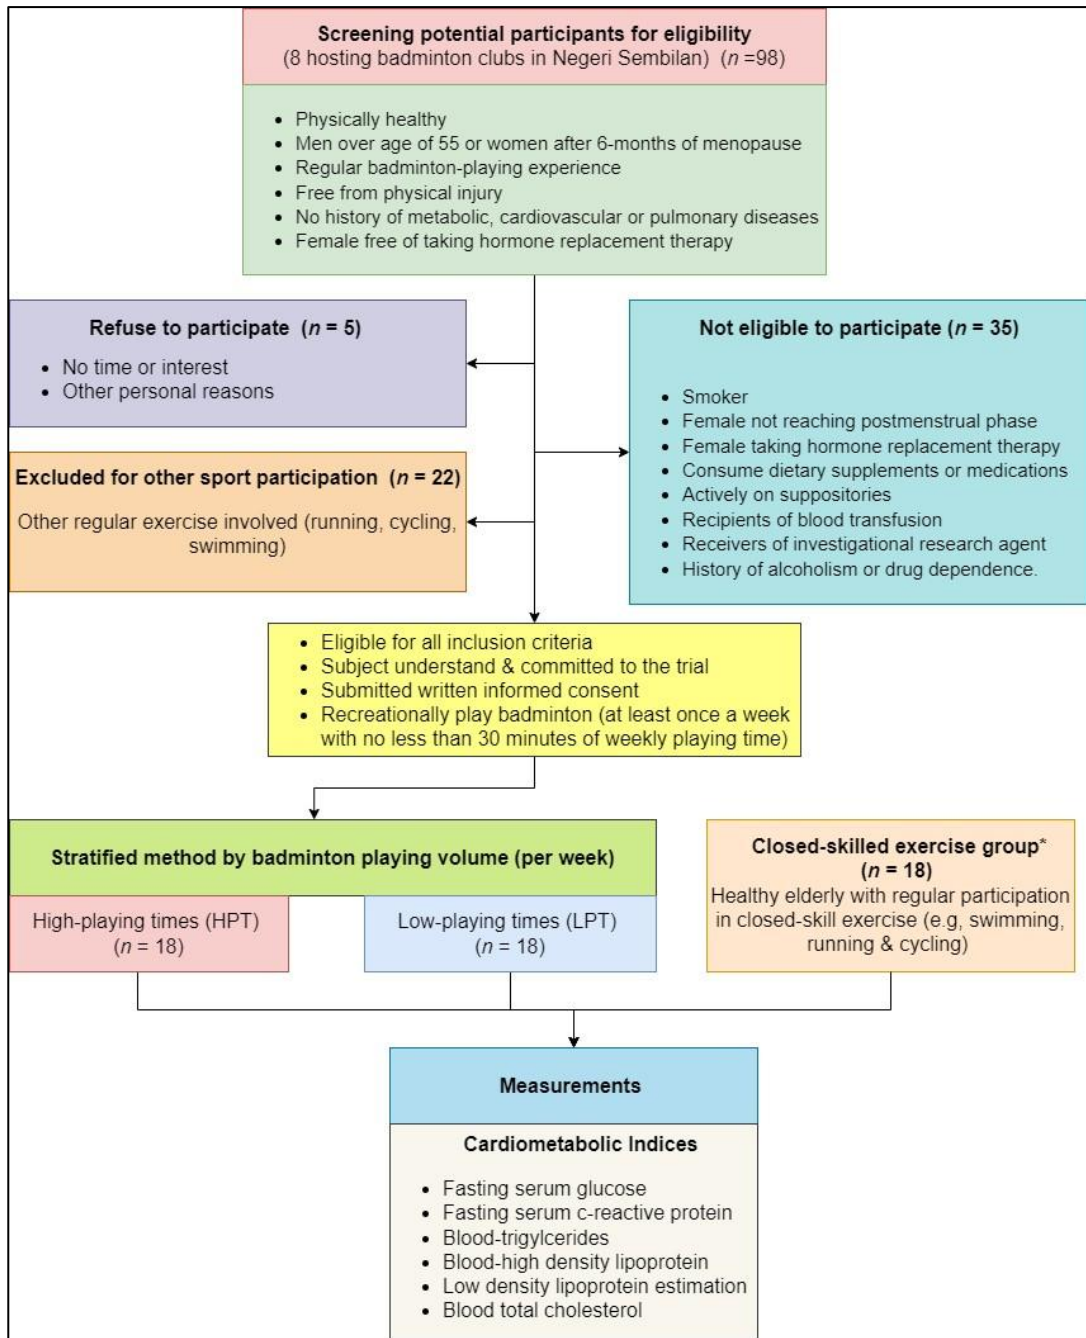 Screening potential participants for eligibility
(8 hosting badminton clubs in Negeri Sembilan) (n =98)
• Physically healthy
• Men over age of 55 or women after 6-months of menopause
• Regular badminton-playing experience
• Free from physical injury
• No history of metabolic, cardiovascular or pulmonary diseases
• Female free of taking hormone replacement therapy
Refuse to participate (n = 5)
• No time or interest
• Other personal reasons
Not eligible to participate (n = 35)
• Smoker
• Female not reaching postmenstrual phase
• Female taking hormone replacement therapy
• Consume dietary supplements or medications
• Actively on suppositories
• Recipients of blood transfusion
• Receivers of investigational research agent
• History of alcoholism or drug dependence.
Excluded for other sport participation (n = 22)
Other regular exercise involved (running, cycling,
swimming)
• Eligible for all inclusion criteria
• Subject understand & committed to the trial
• Submitted written informed consent
• Recreationally play badminton (at least once a week
with no less than 30 minutes of weekly playing time)
Stratified method by badminton playing volume (per week)
High-playing times (HPT)
(n = 18)
Low-playing times (LPT)
(n = 18)
Closed-skilled exercise group*
(n = 18)
Healthy elderly with regular participation
in closed-skill exercise (e.g, swimming,
running & cycling)
Measurements
Cardiometabolic Indices
• Fasting serum glucose
• Fasting serum c-reactive protein
• Blood-trigylcerides
• Blood-high density lipoprotein
• Low density lipoprotein estimation
• Blood total cholesterol